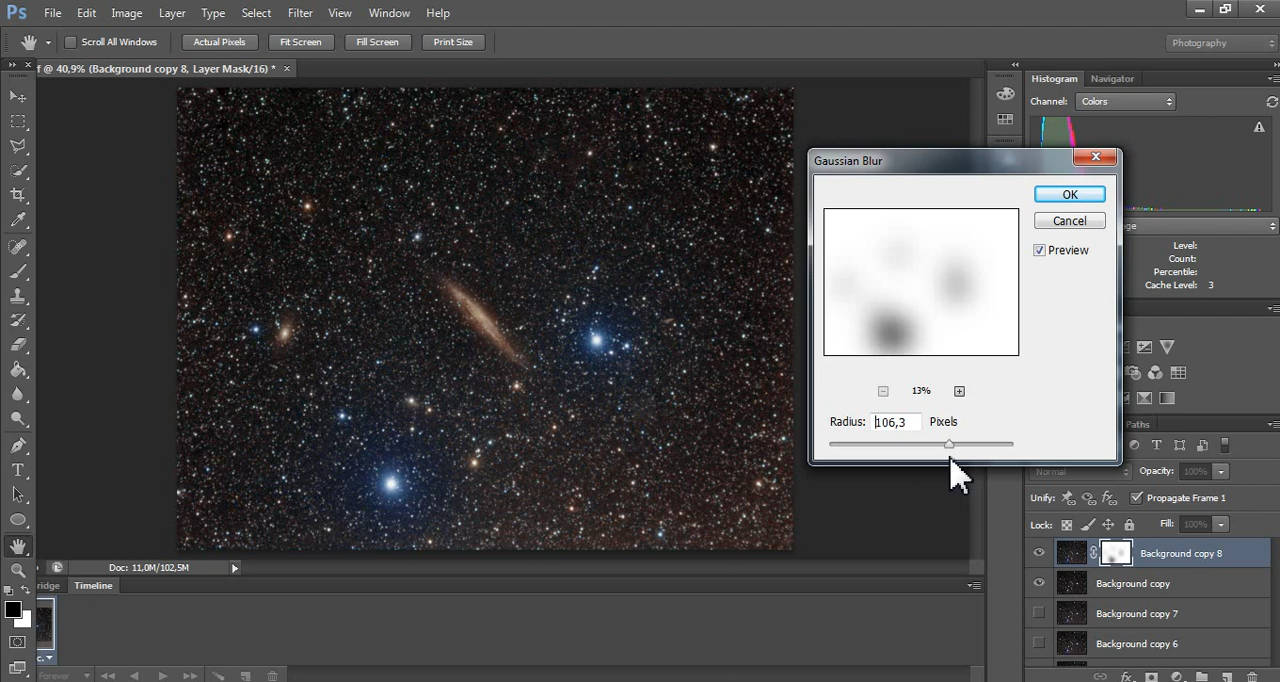 Ps File Edit Image Layer Type Select Filter View Window Help
Scroll All Windows Actual Pixels Fit Screen Fill Screen Print Size Photography
f @ 40,9% (Background copy 8, Layer Mask/16) * ×
Histogram Navigator
Channel: Colors
Gaussian Blur
OK
Cancel
Preview
13%
Radius: 106,3 Pixels
ge
Level:
Count:
Percentile:
Cache Level: 3
Paths
Normal Opacity: 100%
Unify: Propagate Frame 1
Lock: Fill: 100%
Background copy 8
Background copy
Background copy 7
Background copy 6
Doc: 11,0M/102,5M
ridge Timeline
c.
Forever